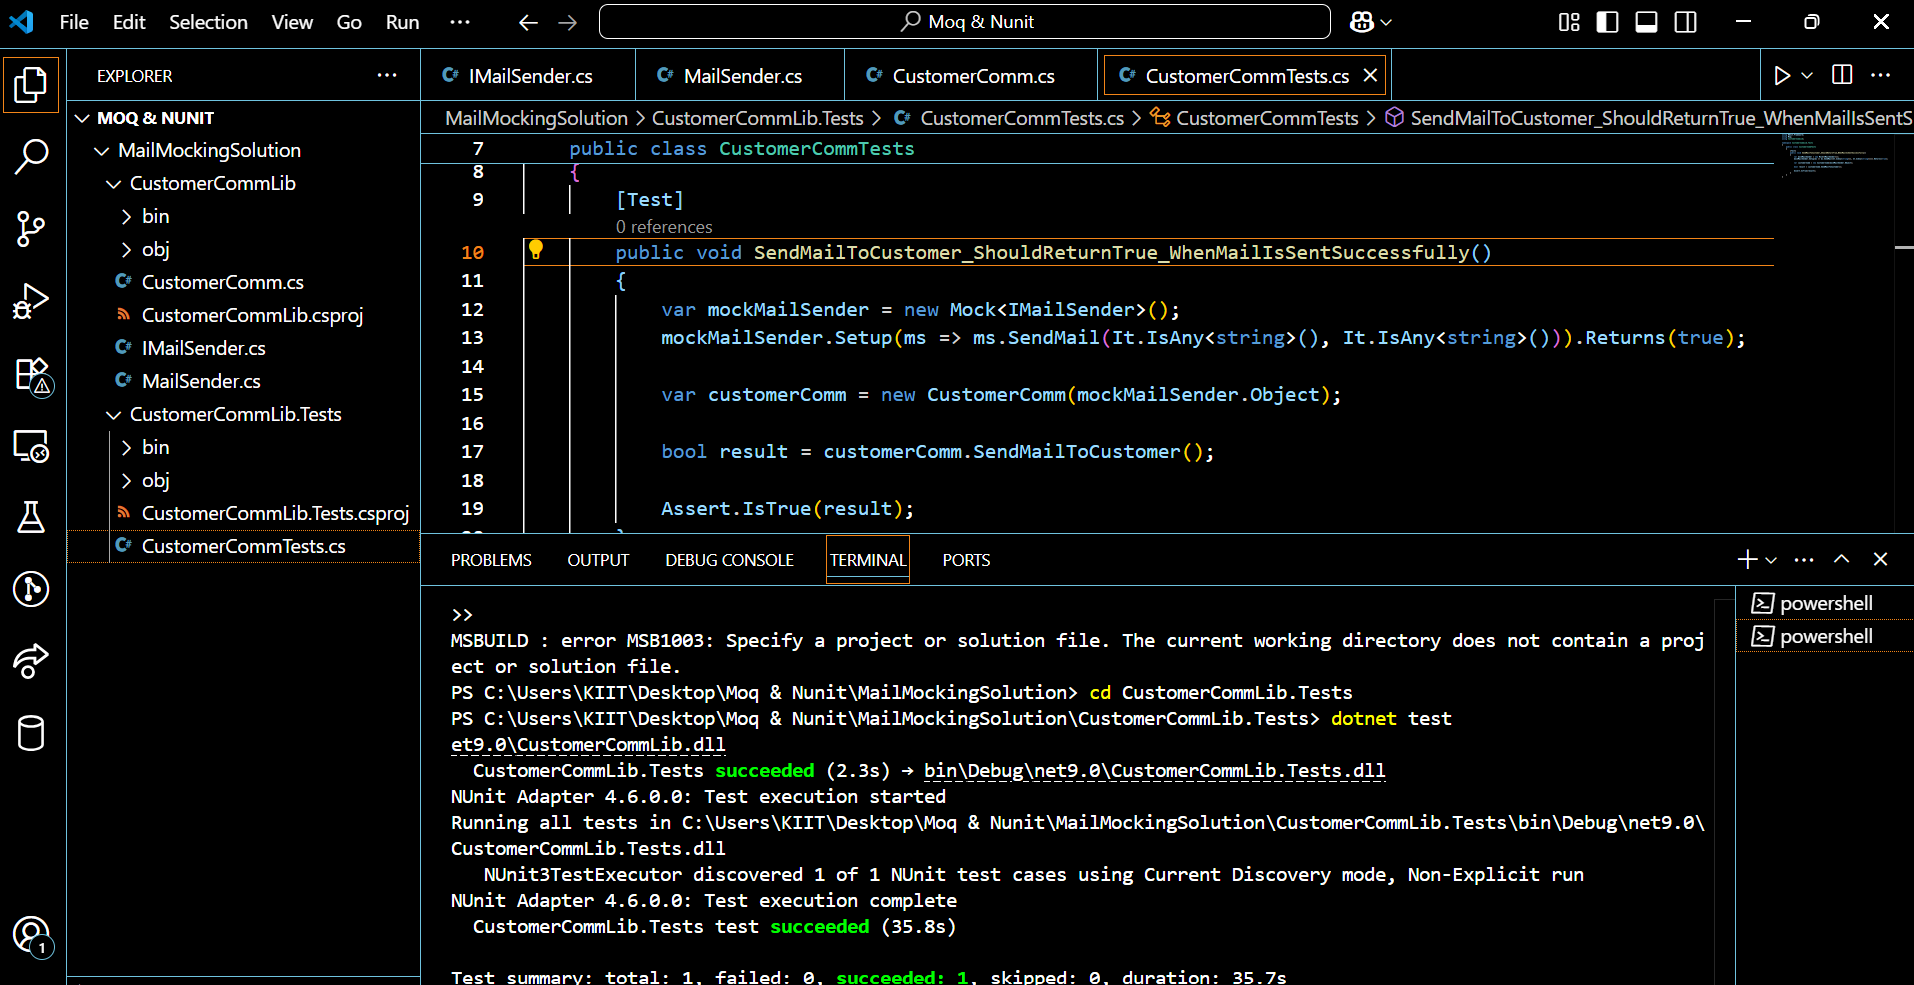 File Edit Selection View Go Run ··· Moq & Nunit
EXPLORER ···
MOQ & NUNIT
MailMockingSolution
CustomerCommLib
bin
obj
CustomerComm.cs
CustomerCommLib.csproj
IMailSender.cs
MailSender.cs
CustomerCommLib.Tests
bin
obj
CustomerCommLib.Tests.csproj
CustomerCommTests.cs
1
IMailSender.cs MailSender.cs CustomerComm.cs CustomerCommTests.cs
MailMockingSolution > CustomerCommLib.Tests > CustomerCommTests.cs > CustomerCommTests > SendMailToCustomer_ShouldReturnTrue_WhenMailIsSentS
7 public class CustomerCommTests
8 {
9 [Test]
0 references
10 public void SendMailToCustomer_ShouldReturnTrue_WhenMailIsSentSuccessfully()
11 {
12 var mockMailSender = new Mock<IMailSender>();
13 mockMailSender.Setup(ms => ms.SendMail(It.IsAny<string>(), It.IsAny<string>())).Returns(true);
14
15 var customerComm = new CustomerComm(mockMailSender.Object);
16
17 bool result = customerComm.SendMailToCustomer();
18
19 Assert.IsTrue(result);
PROBLEMS OUTPUT DEBUG CONSOLE TERMINAL PORTS
>>
MSBUILD : error MSB1003: Specify a project or solution file. The current working directory does not contain a proj
ect or solution file.
PS C:\Users\KIIT\Desktop\Moq & Nunit\MailMockingSolution> cd CustomerCommLib.Tests
PS C:\Users\KIIT\Desktop\Moq & Nunit\MailMockingSolution\CustomerCommLib.Tests> dotnet test
et9.0\CustomerCommLib.dll
CustomerCommLib.Tests succeeded (2.3s) → bin\Debug\net9.0\CustomerCommLib.Tests.dll
NUnit Adapter 4.6.0.0: Test execution started
Running all tests in C:\Users\KIIT\Desktop\Moq & Nunit\MailMockingSolution\CustomerCommLib.Tests\bin\Debug\net9.0\
CustomerCommLib.Tests.dll
NUnit3TestExecutor discovered 1 of 1 NUnit test cases using Current Discovery mode, Non-Explicit run
NUnit Adapter 4.6.0.0: Test execution complete
CustomerCommLib.Tests test succeeded (35.8s)
Test summary: total: 1, failed: 0, succeeded: 1, skipped: 0, duration: 35.7s
powershell
powershell